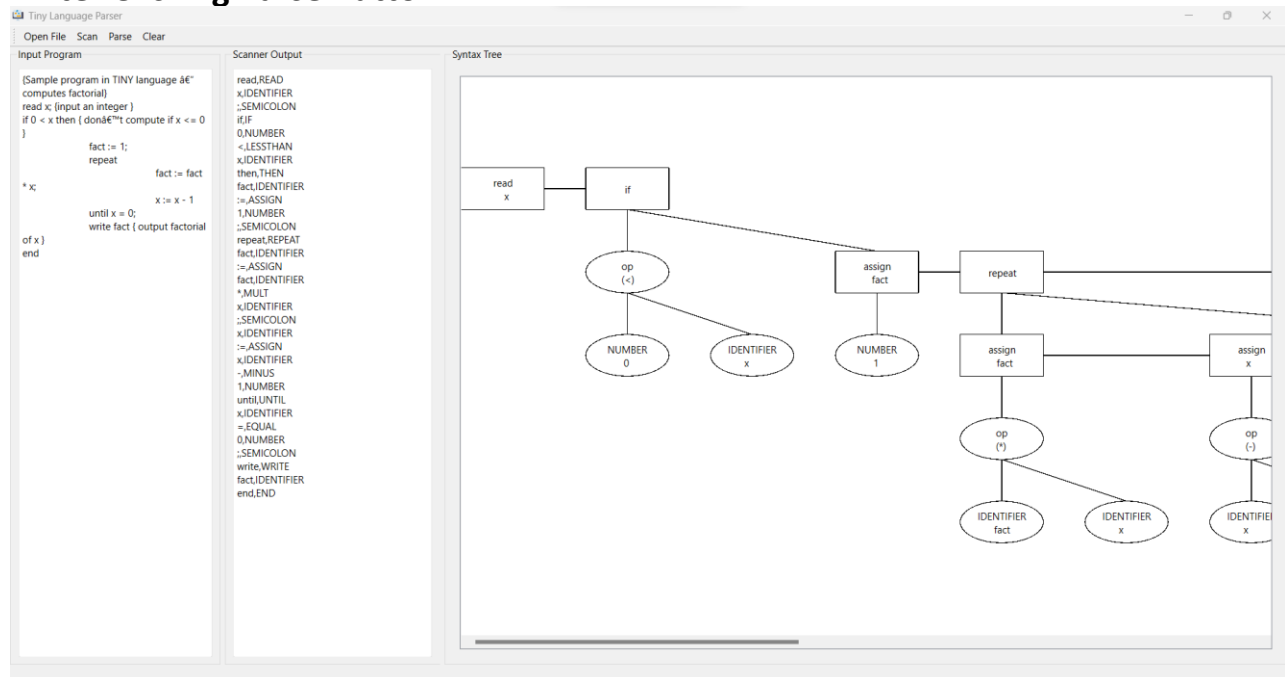 Tiny Language Parser
Open File Scan Parse Clear
Input Program
{Sample program in TINY language â€“
computes factorial}
read x; {input an integer }
if 0 < x then { donâ€™t compute if x <= 0
}
fact := 1;
repeat
fact := fact
* x;
x := x - 1
until x = 0;
write fact { output factorial
of x }
end
Scanner Output
read,READ
x,IDENTIFIER
;,SEMICOLON
if,IF
0,NUMBER
<,LESSTHAN
x,IDENTIFIER
then,THEN
fact,IDENTIFIER
:=,ASSIGN
1,NUMBER
;,SEMICOLON
repeat,REPEAT
fact,IDENTIFIER
:=,ASSIGN
fact,IDENTIFIER
*,MULT
x,IDENTIFIER
;,SEMICOLON
x,IDENTIFIER
:=,ASSIGN
x,IDENTIFIER
-,MINUS
1,NUMBER
until,UNTIL
x,IDENTIFIER
=,EQUAL
0,NUMBER
;,SEMICOLON
write,WRITE
fact,IDENTIFIER
end,END
Syntax Tree
read
x
if
op
(<)
assign
fact
repeat
NUMBER
0
IDENTIFIER
x
NUMBER
1
assign
fact
assign
x
op
(*)
op
(-)
IDENTIFIER
fact
IDENTIFIER
x
IDENTIFIE
x